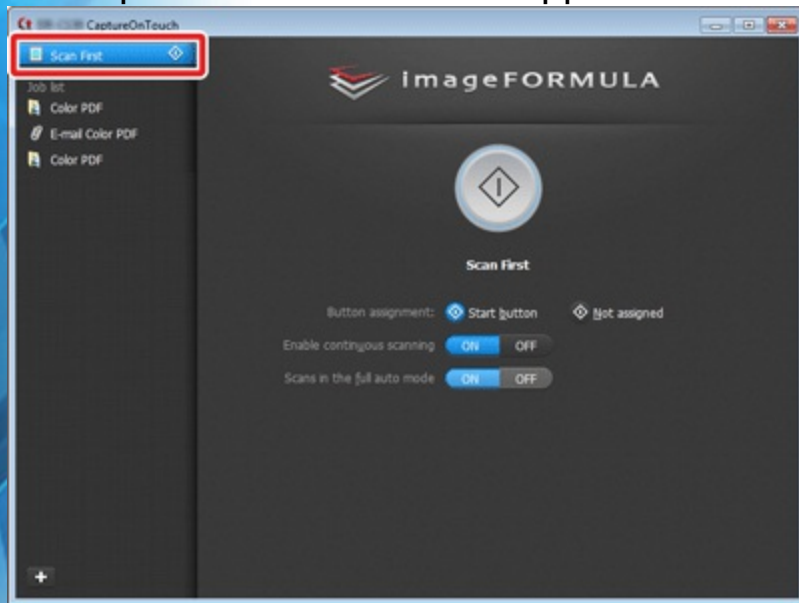 CaptureOnTouch
Scan First
Job list
Color PDF
E-mail Color PDF
Color PDF
imageFORMULA
Scan First
Button assignment: Start button Not assigned
Enable continuous scanning ON OFF
Scans in the full auto mode ON OFF